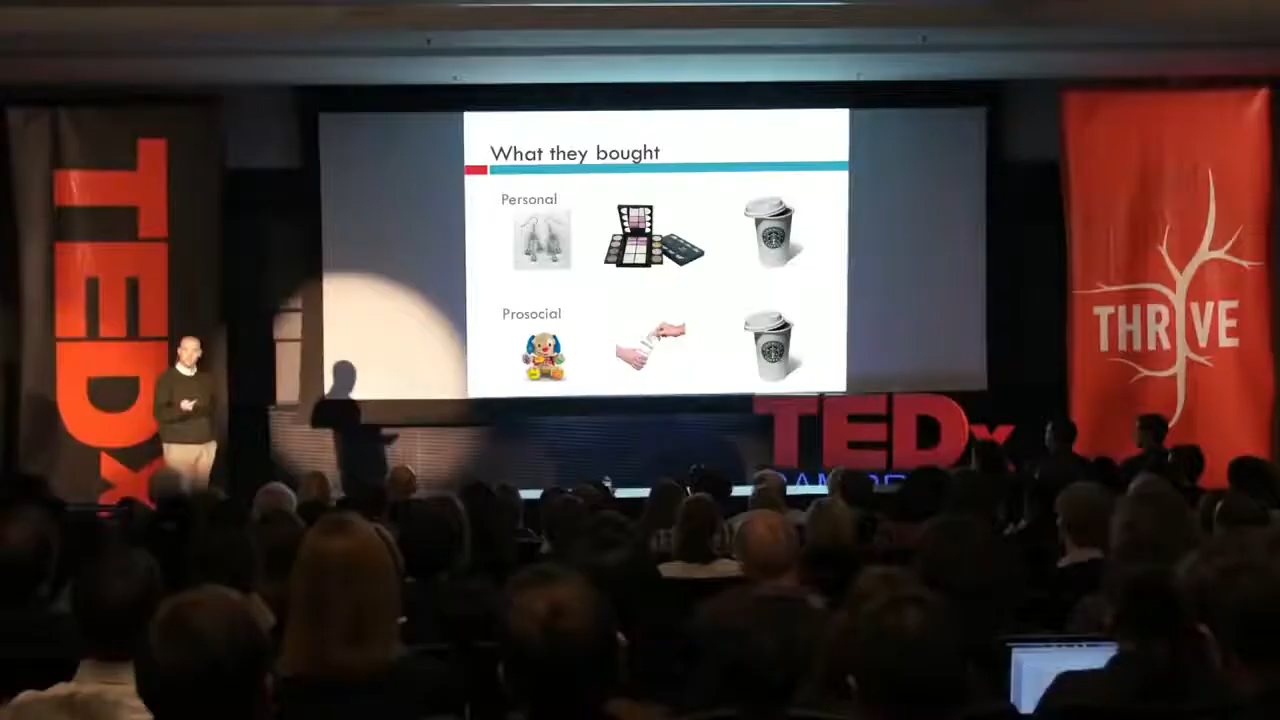 TEDx
What they bought
Personal
Prosocial
THRIVE
TEDx